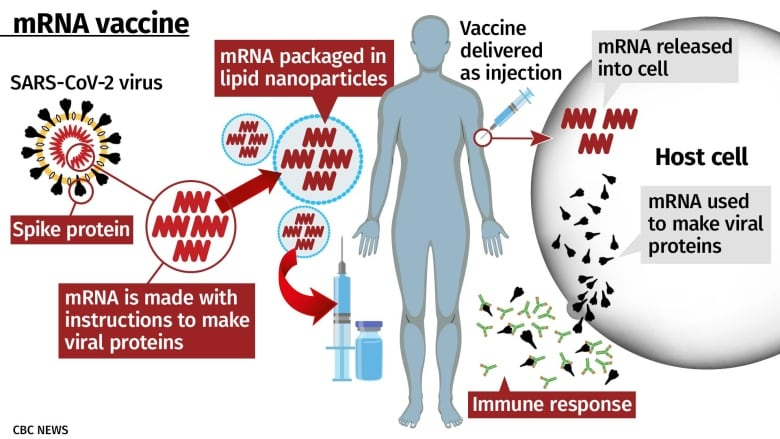 mRNA vaccine
SARS-CoV-2 virus
Spike protein
mRNA is made with
instructions to make
viral proteins
mRNA packaged in
lipid nanoparticles
Vaccine
delivered
as injection
mRNA released
into cell
Host cell
mRNA used
to make viral
proteins
Immune response
CBC NEWS